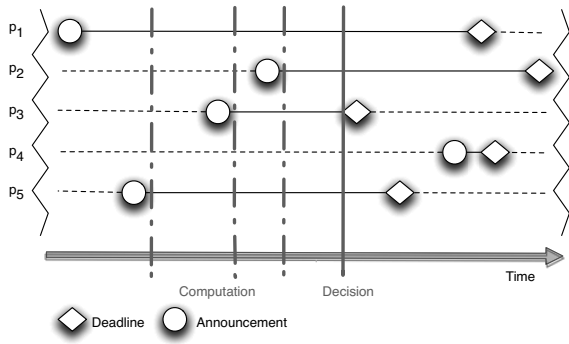 p1
p2
p3
p4
p5
Time
Computation Decision
Deadline Announcement